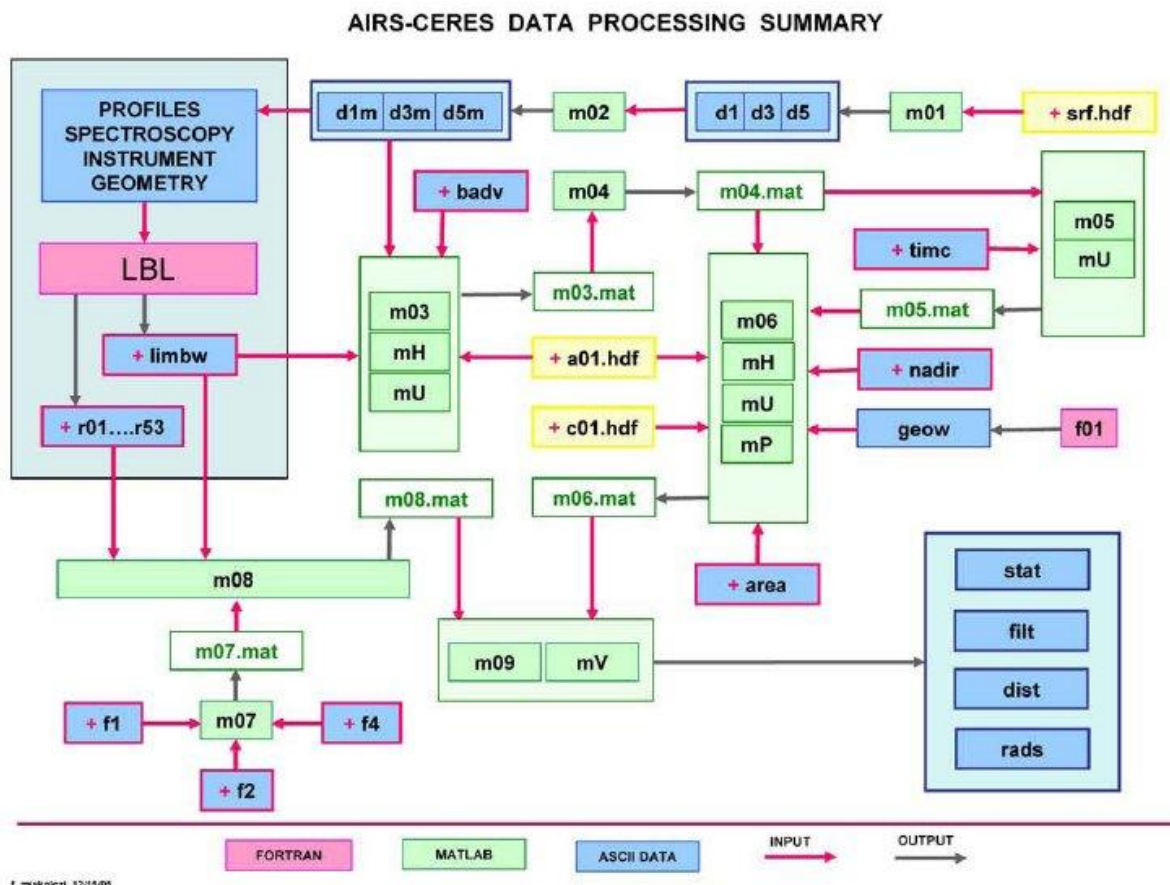 AIRS-CERES DATA PROCESSING SUMMARY
PROFILES
SPECTROSCOPY
INSTRUMENT
GEOMETRY
d1m d3m d5m
m02
d1 d3 d5
m01
+ srf.hdf
+ badv
m04
m04.mat
m05
mU
LBL
+ timc
m03.mat
m05.mat
m03
mH
mU
m06
mH
mU
mP
+ limbw
+ a01.hdf
+ nadir
+ r01....r53
+ c01.hdf
geow
f01
m08.mat
m06.mat
m08
+ area
stat
filt
dist
rads
m07.mat
m09
mV
+ f1
m07
+ f4
+ f2
FORTRAN
MATLAB
ASCII DATA
INPUT
OUTPUT